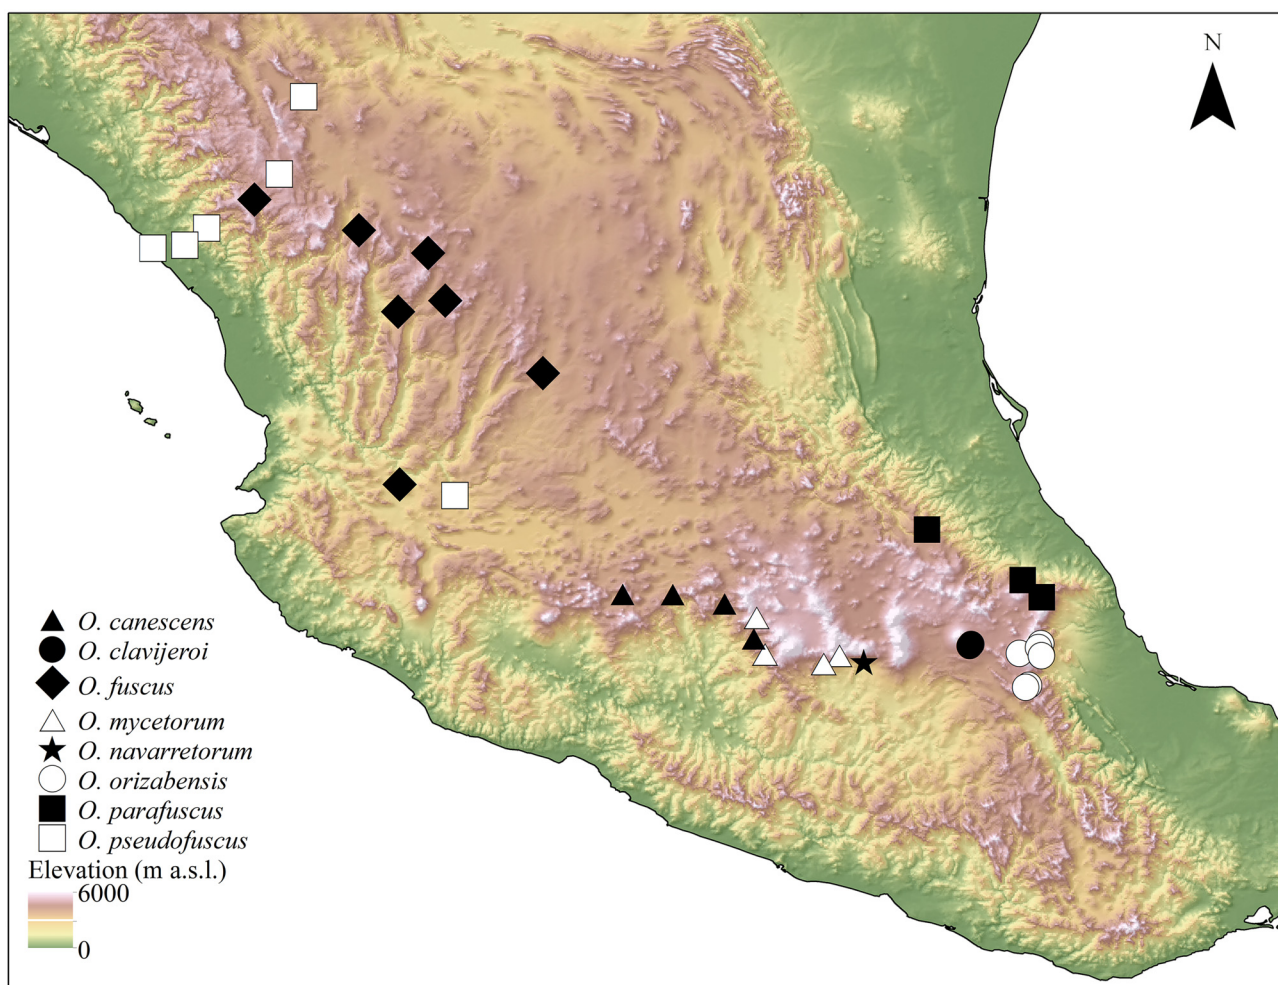 N
O. canescens
O. clavijeroi
O. fuscus
O. mycetorum
O. navarretorum
O. orizabensis
O. parafuscus
O. pseudofuscus
Elevation (m a.s.l.)
6000
0